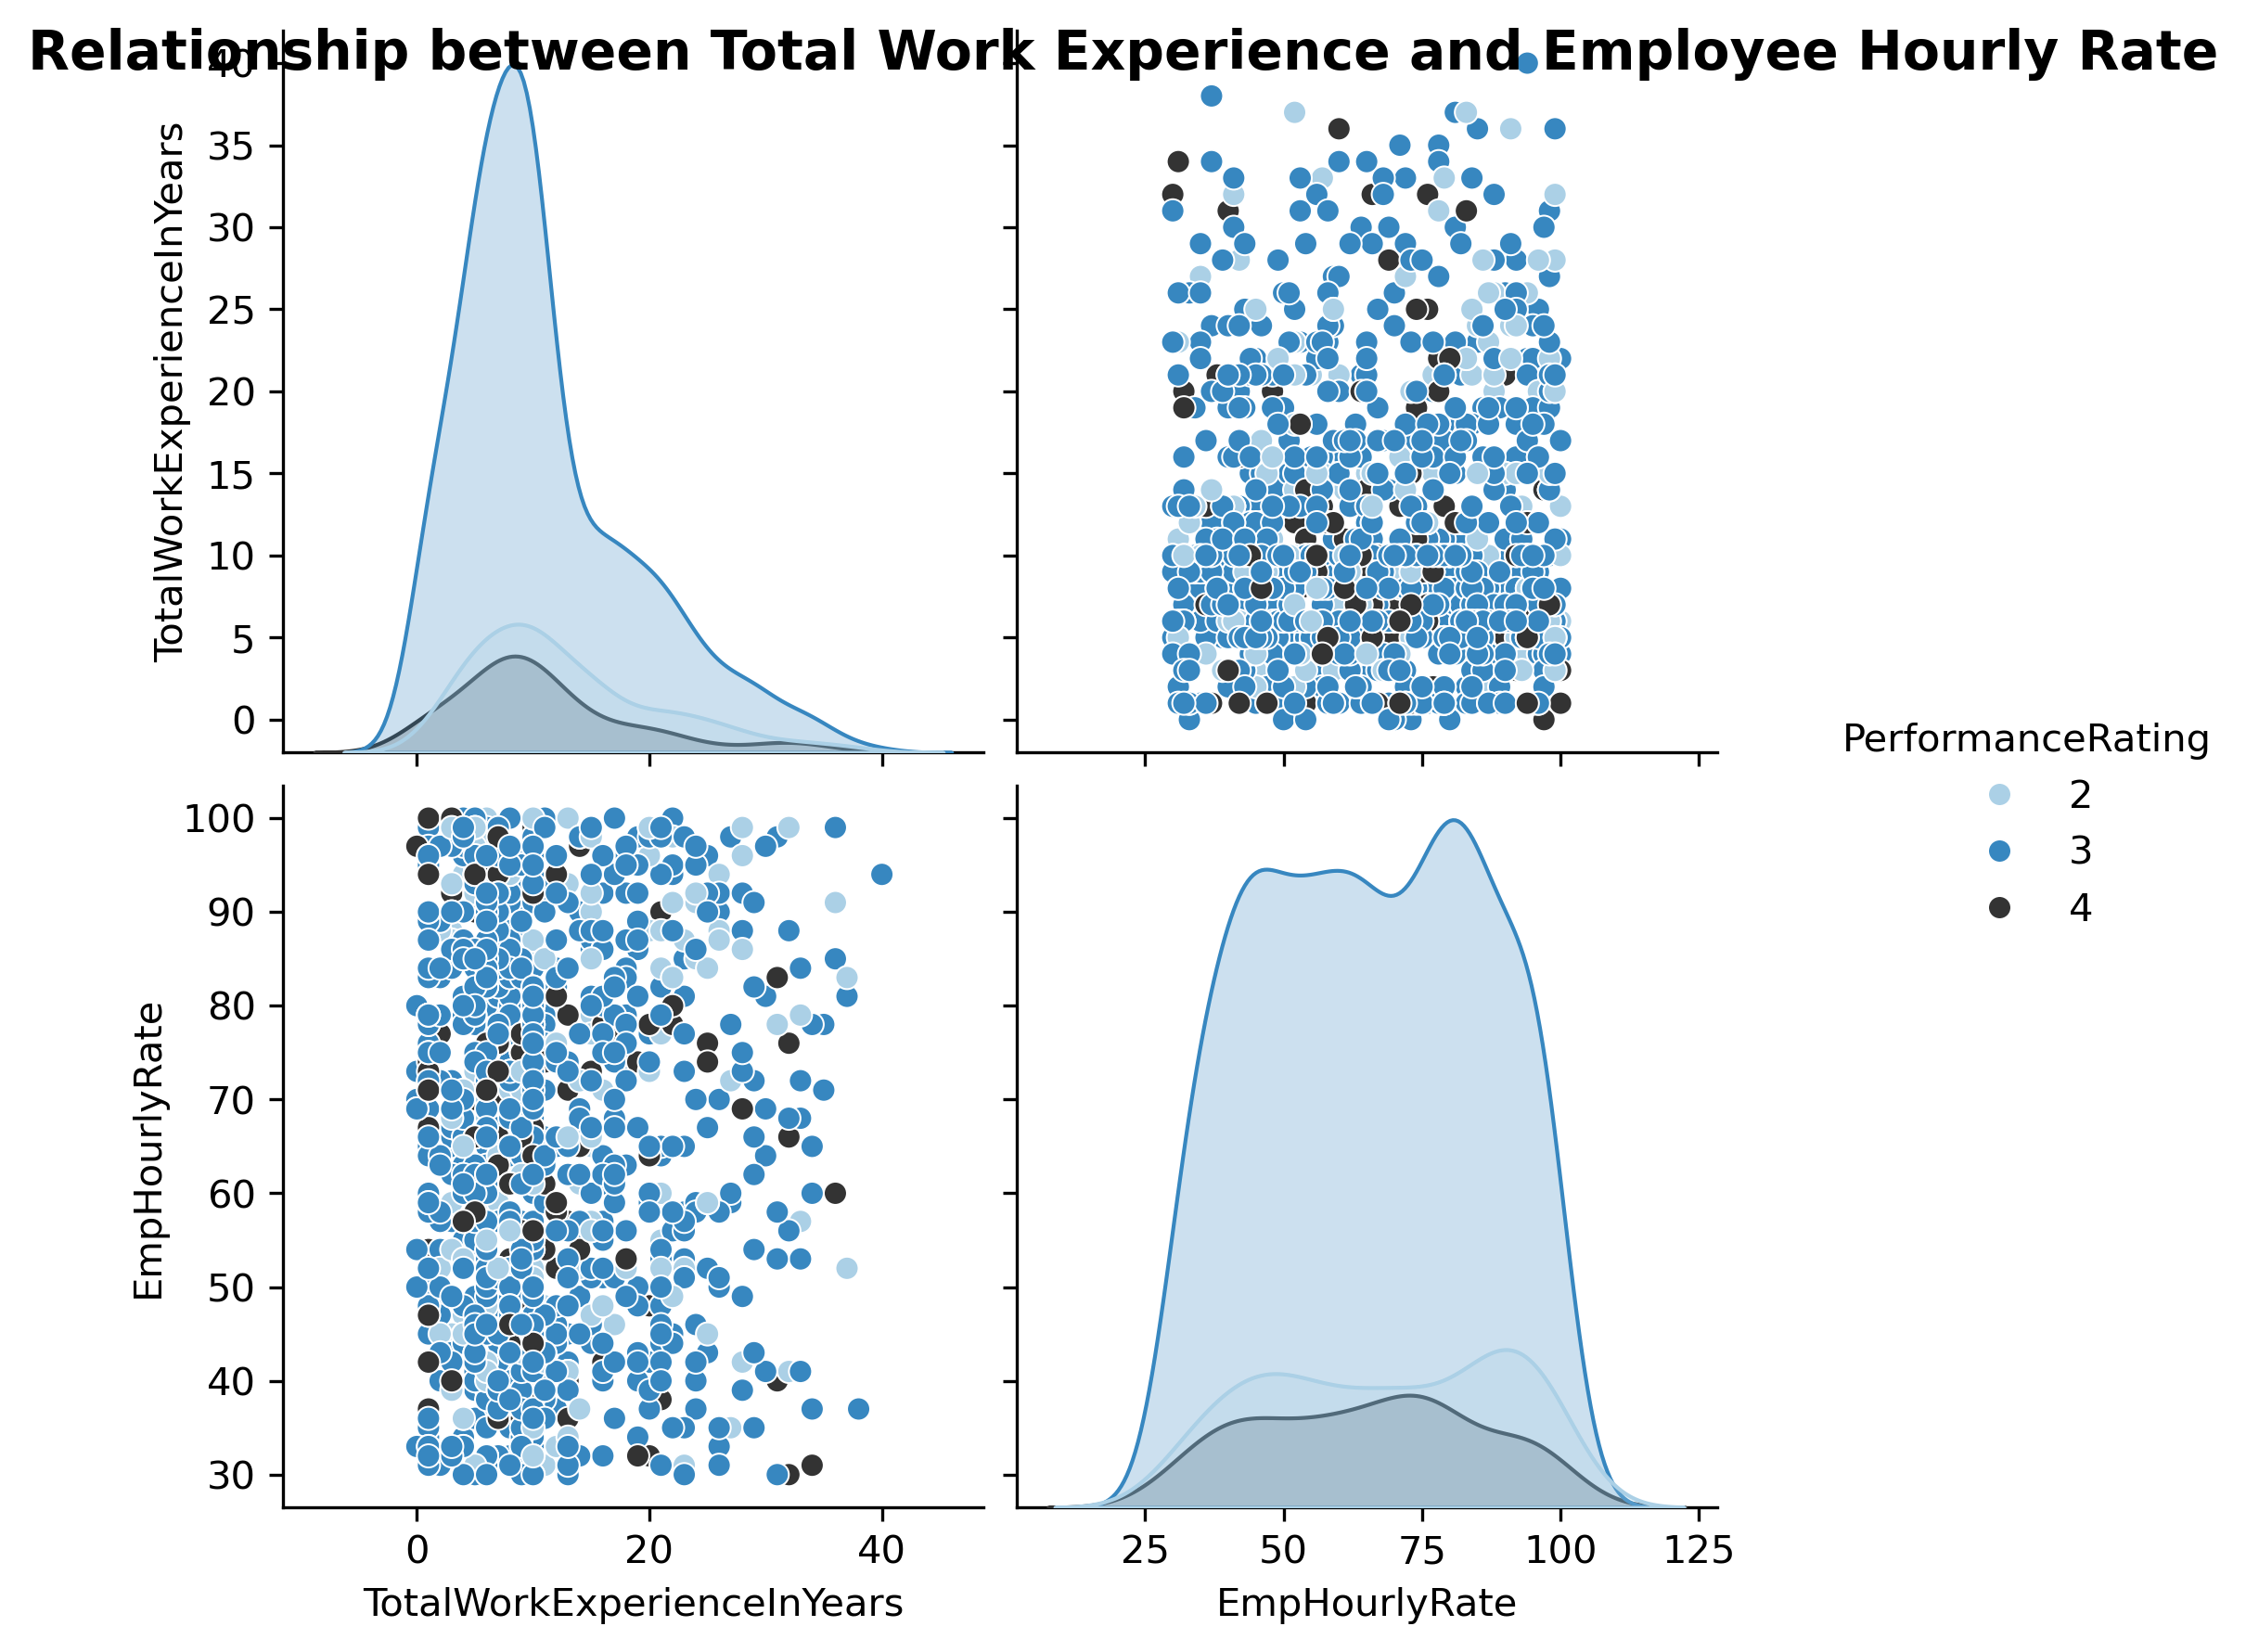 Relationship between Total Work Experience and Employee Hourly Rate
TotalWorkExperienceInYears
40
35
30
25
20
15
10
5
0
PerformanceRating
2
3
4
EmpHourlyRate
100
90
80
70
60
50
40
30
0 20 40
25 50 75 100 125
TotalWorkExperienceInYears
EmpHourlyRate